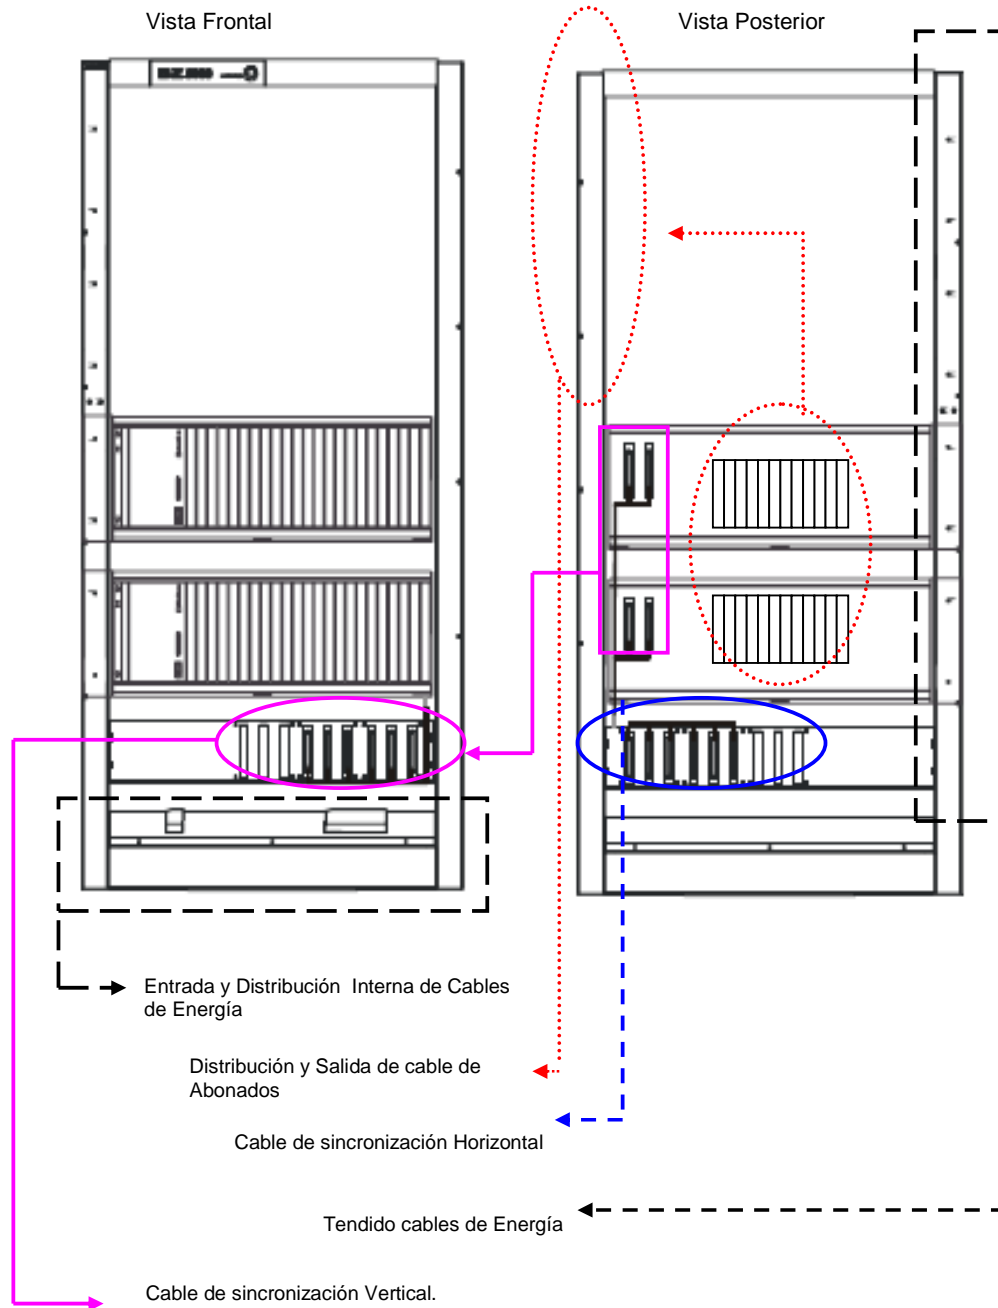 Vista Frontal
Vista Posterior
Entrada y Distribución Interna de Cables
de Energía
Distribución y Salida de cable de
Abonados
Cable de sincronización Horizontal
Tendido cables de Energía
Cable de sincronización Vertical.